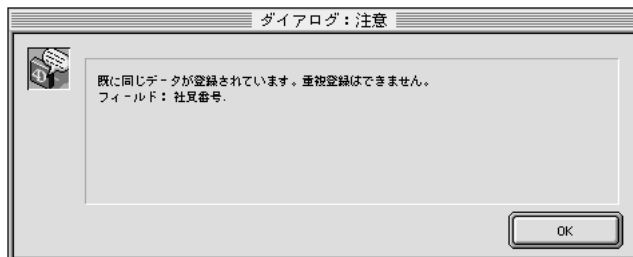 ダイアログ：注意
既に同じデータが登録されています。重複登録はできません。
フィールド： 社員番号.
OK